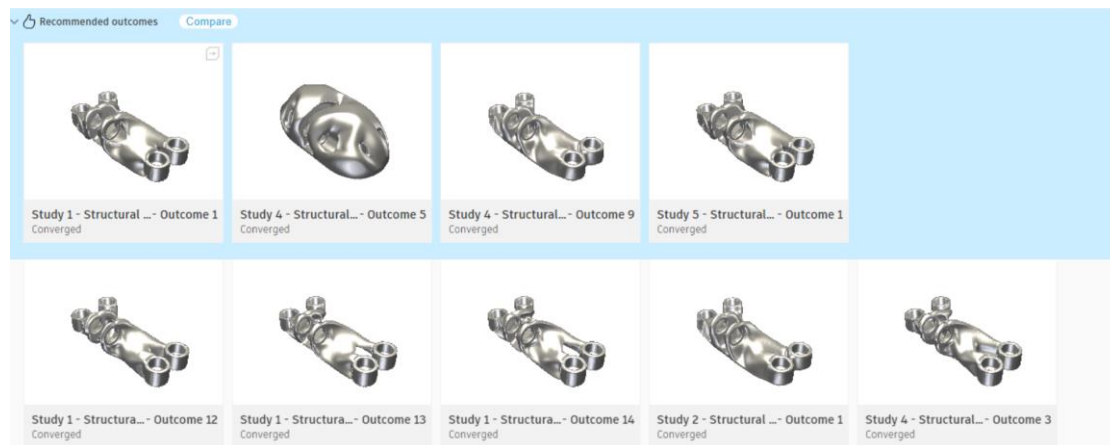 Recommended outcomes Compare
Study 1 - Structural ...- Outcome 1
Converged
Study 4 - Structural...- Outcome 5
Converged
Study 4 - Structural...- Outcome 9
Converged
Study 5 - Structural...- Outcome 1
Converged
Study 1 - Structura...- Outcome 12
Converged
Study 1 - Structura...- Outcome 13
Converged
Study 1 - Structura...- Outcome 14
Converged
Study 2 - Structural ...- Outcome 1
Converged
Study 4 - Structural...- Outcome 3
Converged